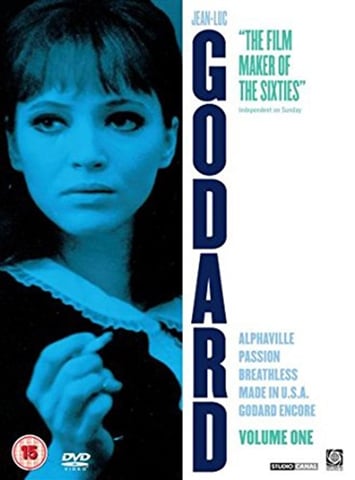 JEAN-LUC
GODARD
"THE FILM
MAKER OF
THE SIXTIES"
Independent on Sunday
ALPHAVILLE
PASSION
BREATHLESS
MADE IN U.S.A.
GODARD ENCORE
VOLUME ONE
15
DVD
VIDEO
STUDIO CANAL